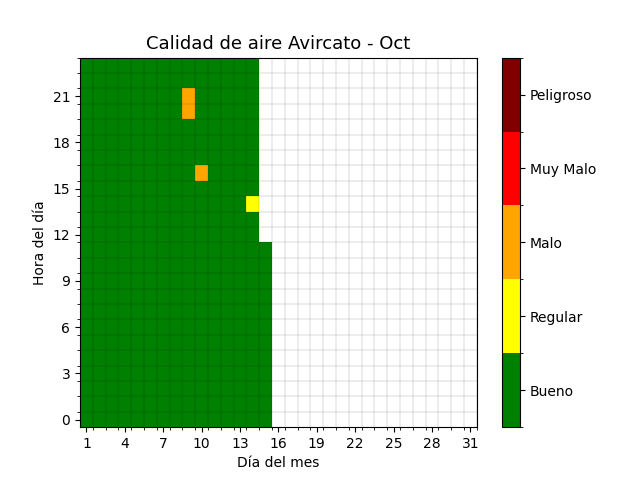 Calidad de aire Avircato - Oct
Hora del día
21
18
15
12
9
6
3
0
1 4 7 10 13 16 19 22 25 28 31
Día del mes
Peligroso
Muy Malo
Malo
Regular
Bueno